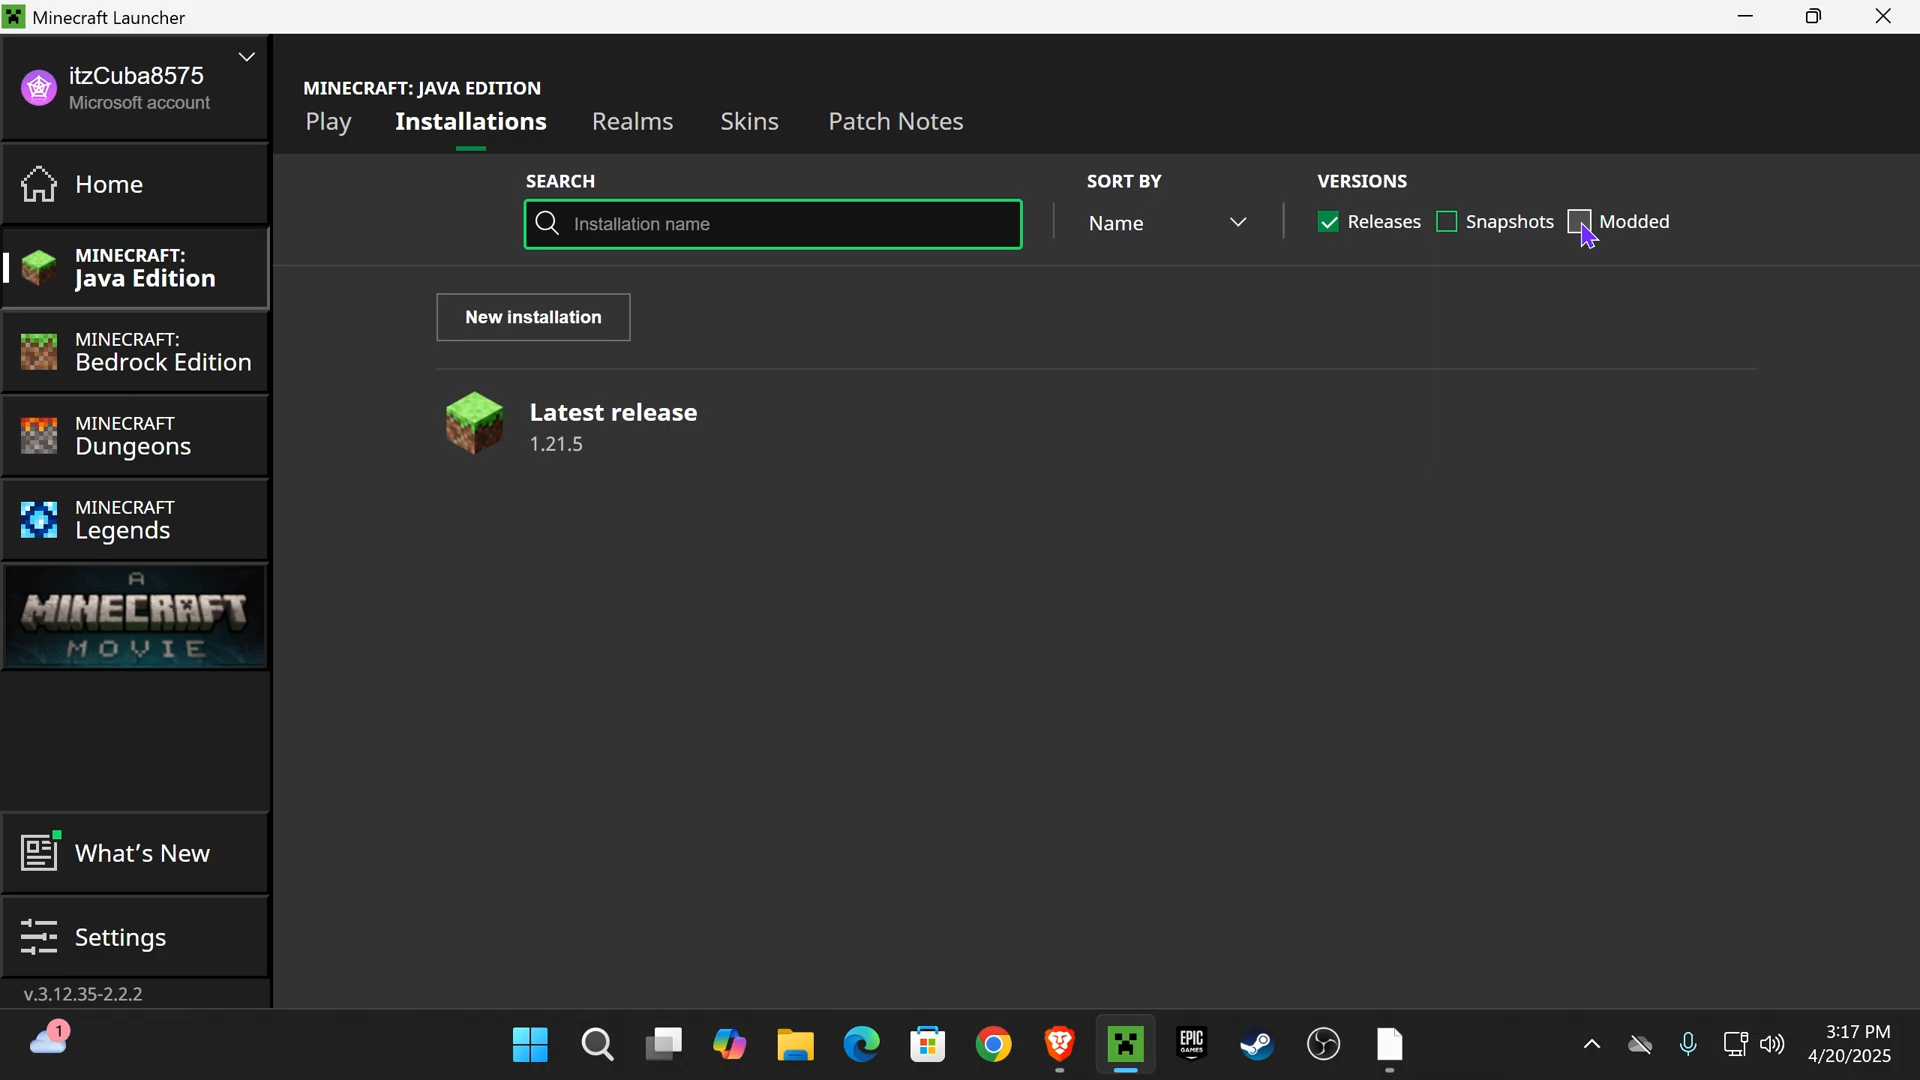 Minecraft Launcher
itzCuba8575
Microsoft account
Home
MINECRAFT:
Java Edition
MINECRAFT:
Bedrock Edition
MINECRAFT
Dungeons
MINECRAFT
Legends
A
MINECRAFT
MOVIE
What's New
Settings
v.3.12.35-2.2.2
MINECRAFT: JAVA EDITION
Play Installations Realms Skins Patch Notes
SEARCH SORT BY VERSIONS
Installation name Name Releases Snapshots Modded
New installation
Latest release
1.21.5
1
EPIC
GAMES
3:17 PM
4/20/2025